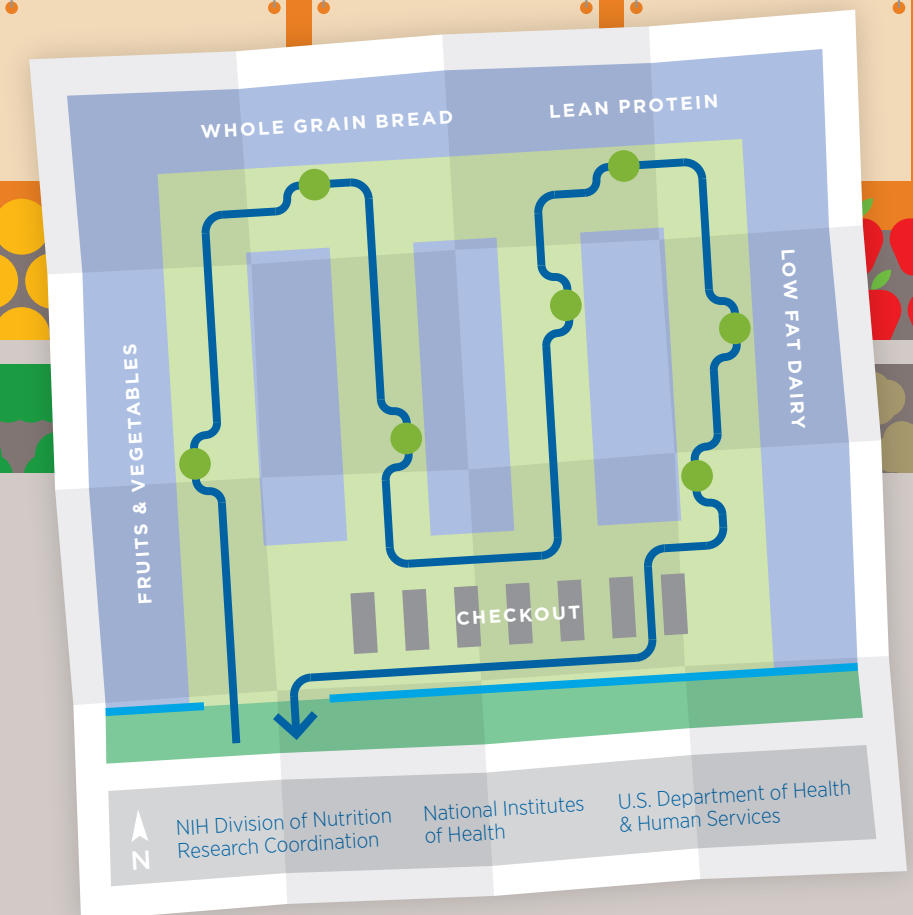 WHOLE GRAIN BREAD
LEAN PROTEIN
FRUITS & VEGETABLES
LOW FAT DAIRY
CHECKOUT
N
NIH Division of Nutrition
Research Coordination
National Institutes
of Health
U.S. Department of Health
& Human Services